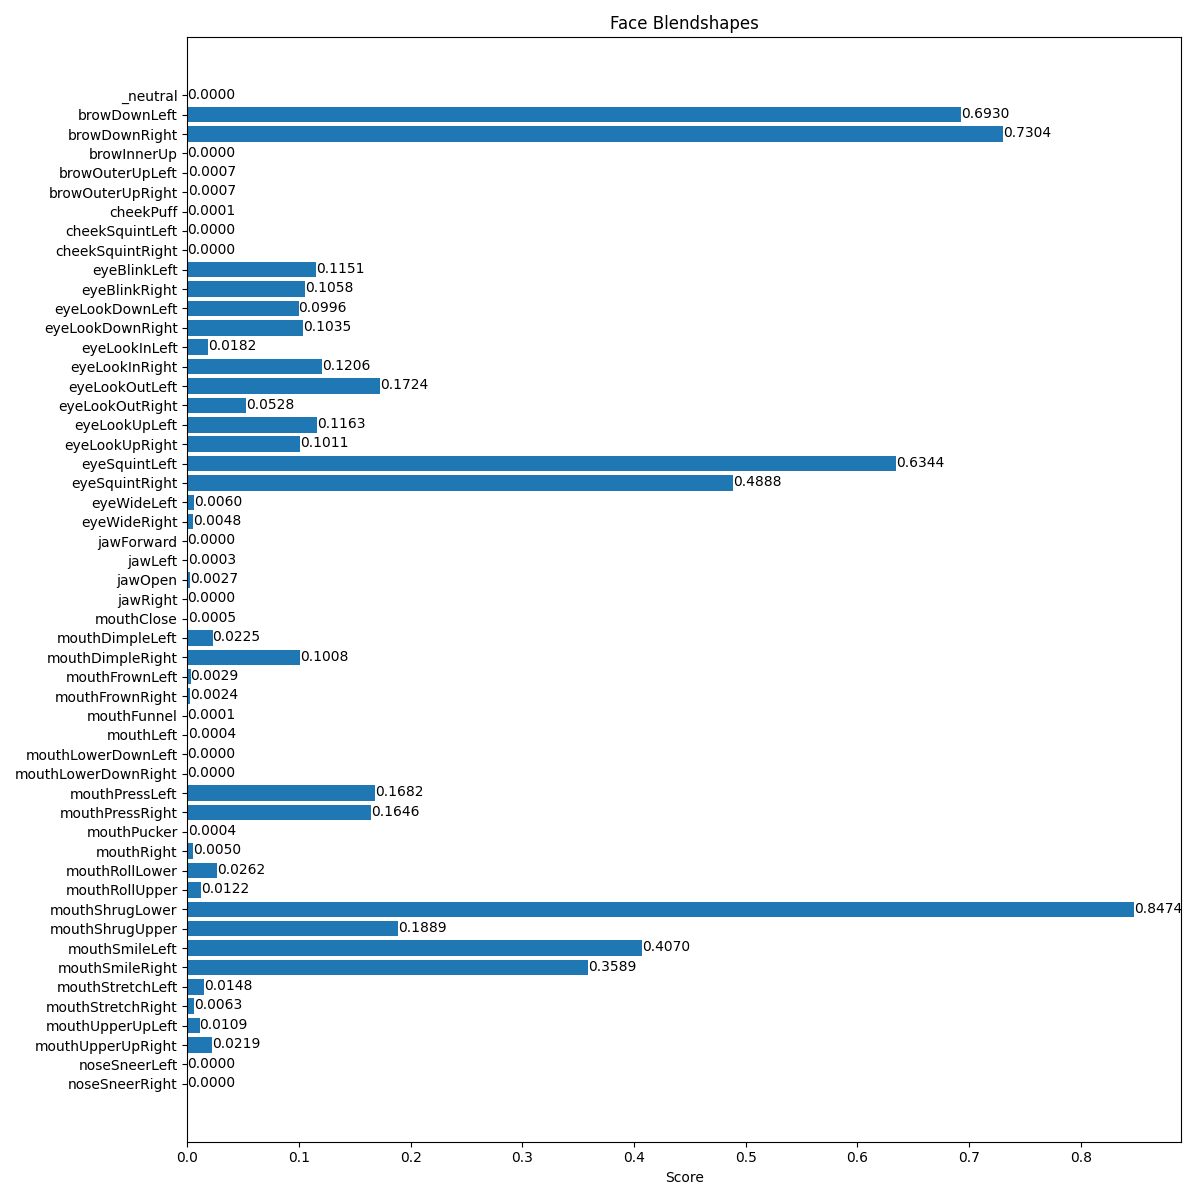 Face Blendshapes
_neutral 0.0000
browDownLeft 0.6930
browDownRight 0.7304
browInnerUp 0.0000
browOuterUpLeft 0.0007
browOuterUpRight 0.0007
cheekPuff 0.0001
cheekSquintLeft 0.0000
cheekSquintRight 0.0000
eyeBlinkLeft 0.1151
eyeBlinkRight 0.1058
eyeLookDownLeft 0.0996
eyeLookDownRight 0.1035
eyeLookInLeft 0.0182
eyeLookInRight 0.1206
eyeLookOutLeft 0.1724
eyeLookOutRight 0.0528
eyeLookUpLeft 0.1163
eyeLookUpRight 0.1011
eyeSquintLeft 0.6344
eyeSquintRight 0.4888
eyeWideLeft 0.0060
eyeWideRight 0.0048
jawForward 0.0000
jawLeft 0.0003
jawOpen 0.0027
jawRight 0.0000
mouthClose 0.0005
mouthDimpleLeft 0.0225
mouthDimpleRight 0.1008
mouthFrownLeft 0.0029
mouthFrownRight 0.0024
mouthFunnel 0.0001
mouthLeft 0.0004
mouthLowerDownLeft 0.0000
mouthLowerDownRight 0.0000
mouthPressLeft 0.1682
mouthPressRight 0.1646
mouthPucker 0.0004
mouthRight 0.0050
mouthRollLower 0.0262
mouthRollUpper 0.0122
mouthShrugLower 0.8474
mouthShrugUpper 0.1889
mouthSmileLeft 0.4070
mouthSmileRight 0.3589
mouthStretchLeft 0.0148
mouthStretchRight 0.0063
mouthUpperUpLeft 0.0109
mouthUpperUpRight 0.0219
noseSneerLeft 0.0000
noseSneerRight 0.0000
0.0 0.1 0.2 0.3 0.4 0.5 0.6 0.7 0.8
Score